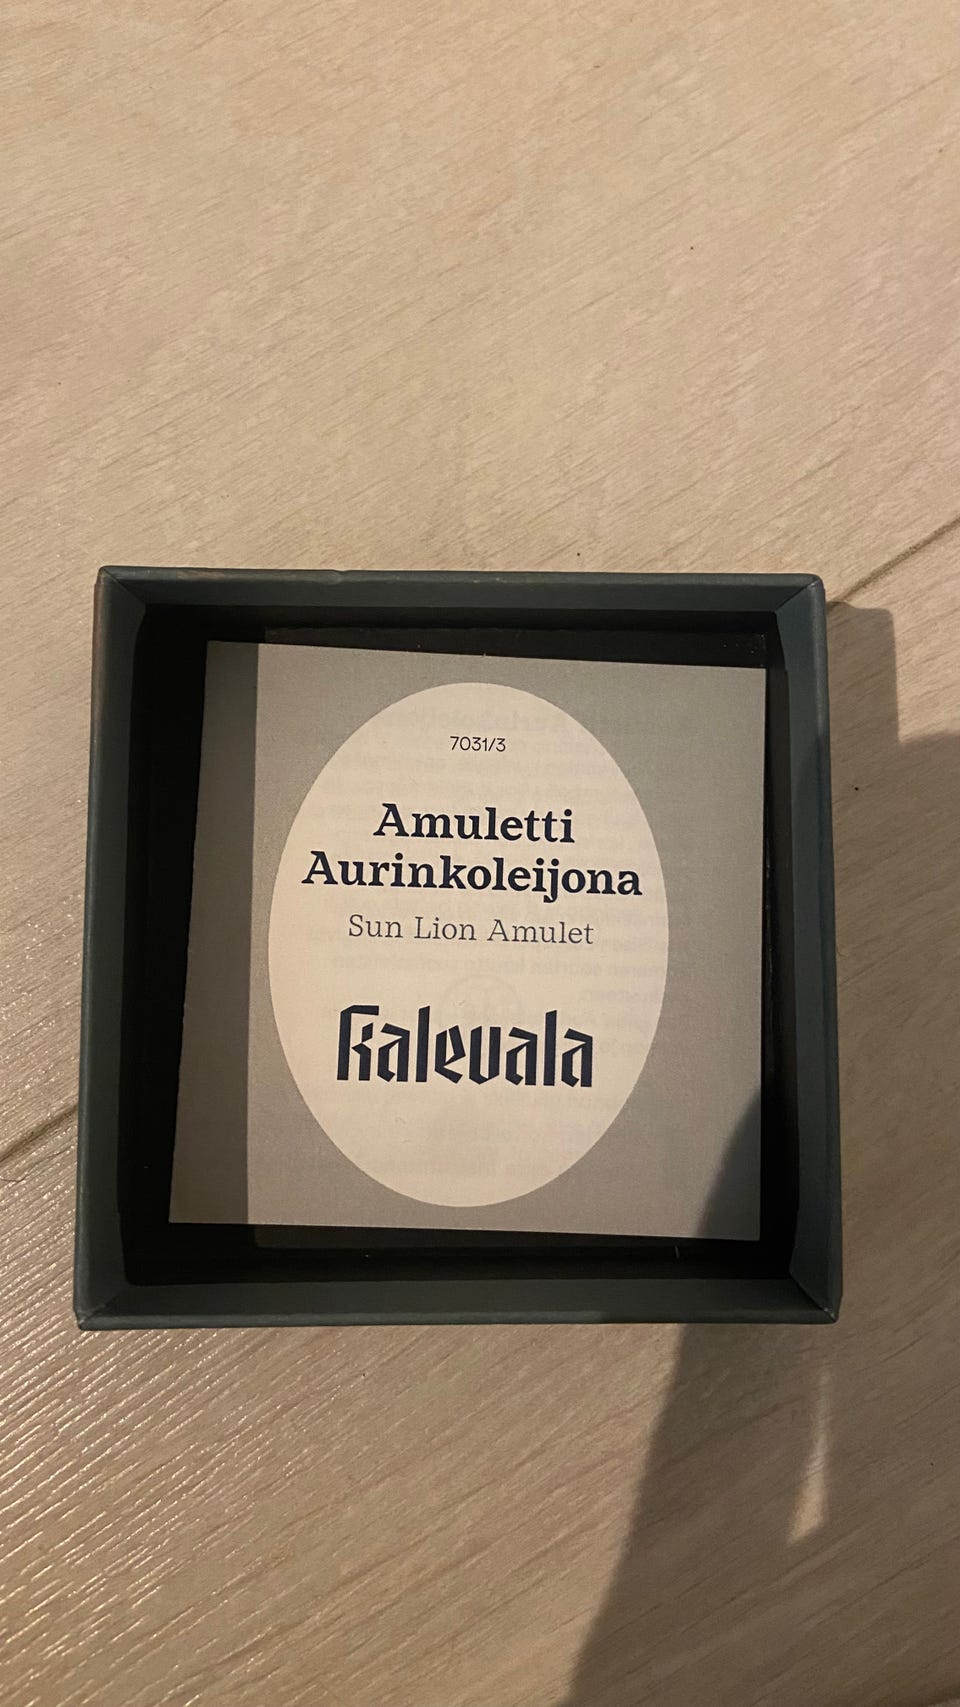 7031/3
Amuletti
Aurinkoleijona
Sun Lion Amulet
kalevala